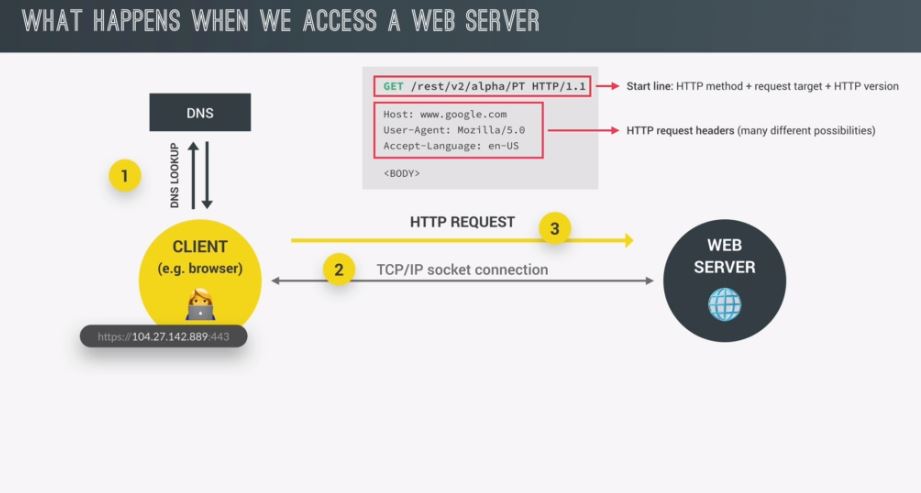 WHAT HAPPENS WHEN WE ACCESS A WEB SERVER
GET /rest/v2/alpha/PT HTTP/1.1
Start line: HTTP method + request target + HTTP version
Host: www.google.com
User-Agent: Mozilla/5.0
Accept-Language: en-US
HTTP request headers (many different possibilities)
<BODY>
DNS
1
DNS LOOKUP
HTTP REQUEST
3
CLIENT
(e.g. browser)
2
TCP/IP socket connection
WEB
SERVER
https://104.27.142.889:443